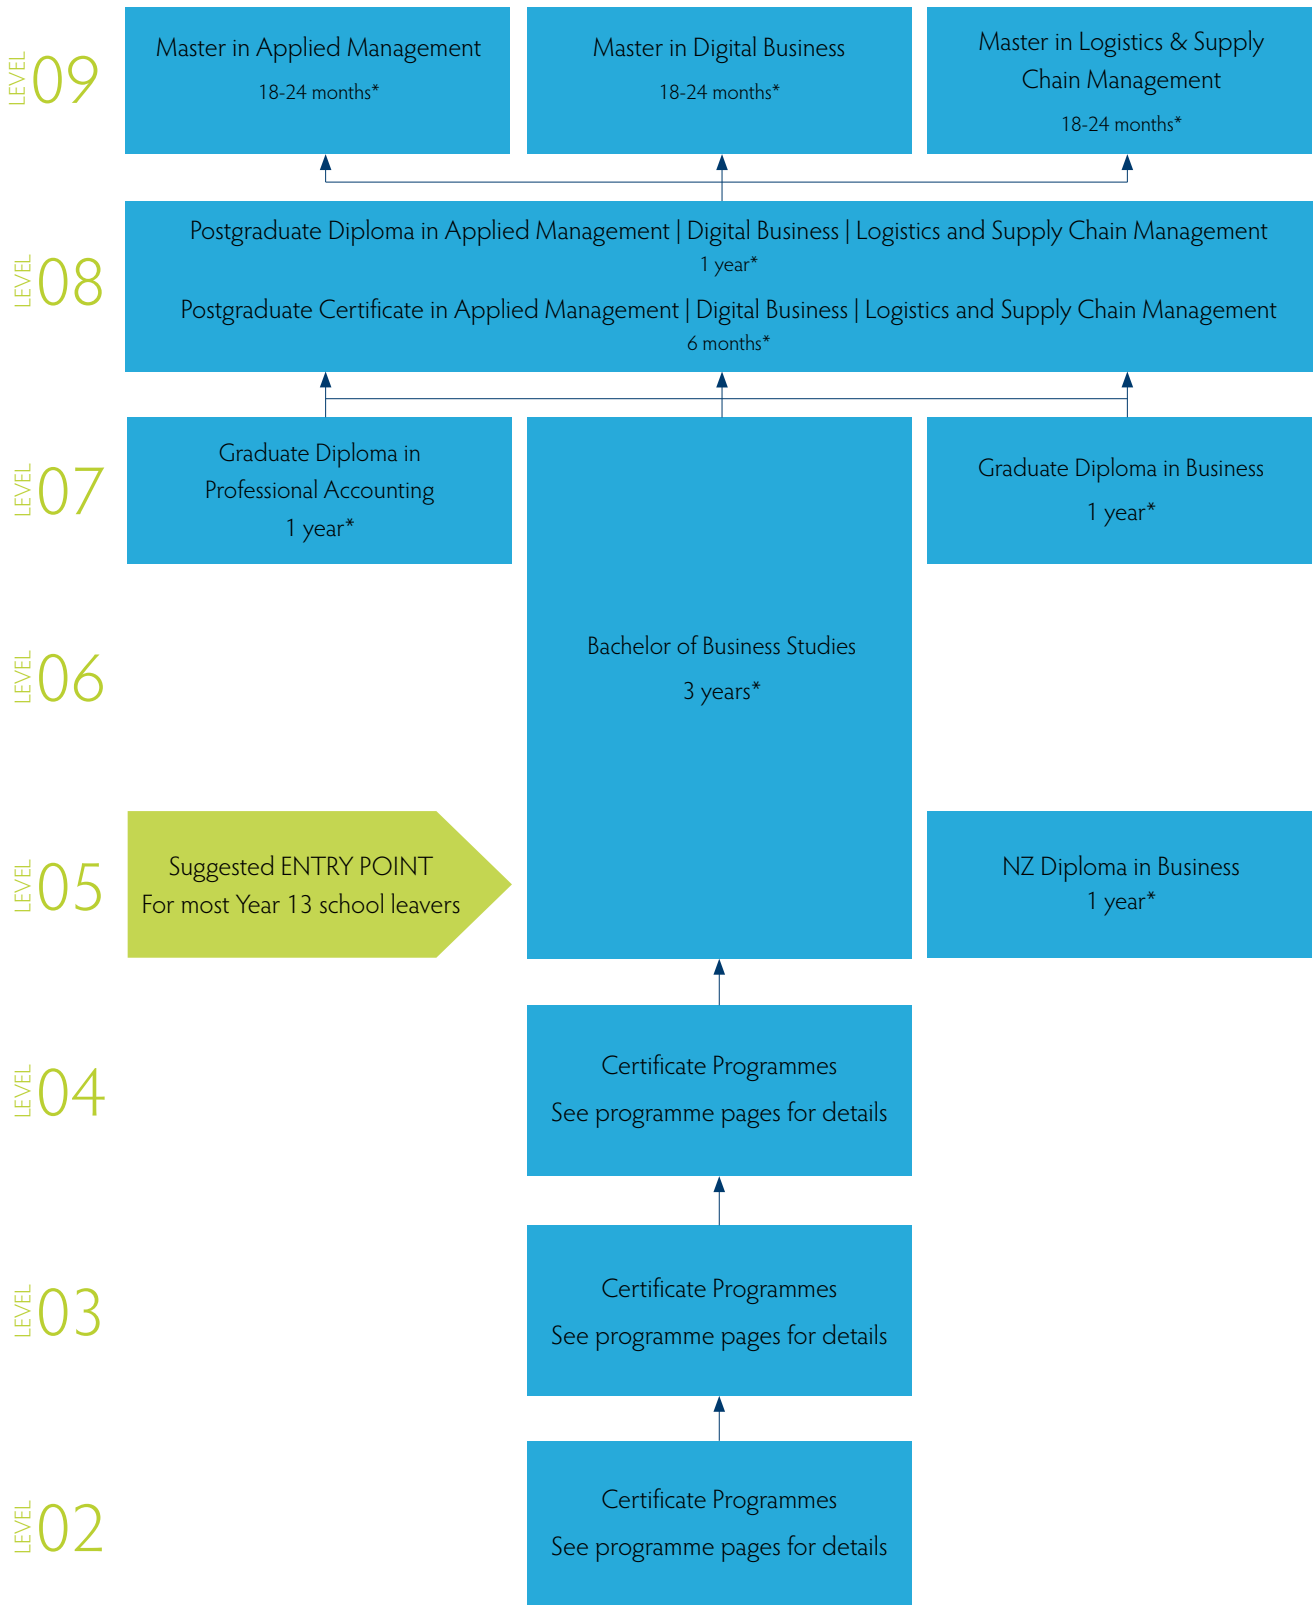 LEVEL 09
Master in Applied Management
18-24 months*
Master in Digital Business
18-24 months*
Master in Logistics & Supply
Chain Management
18-24 months*
LEVEL 08
Postgraduate Diploma in Applied Management | Digital Business | Logistics and Supply Chain Management
1 year*
Postgraduate Certificate in Applied Management | Digital Business | Logistics and Supply Chain Management
6 months*
LEVEL 07
Graduate Diploma in
Professional Accounting
1 year*
Graduate Diploma in Business
1 year*
LEVEL 06
Bachelor of Business Studies
3 years*
LEVEL 05
Suggested ENTRY POINT
For most Year 13 school leavers
NZ Diploma in Business
1 year*
LEVEL 04
Certificate Programmes
See programme pages for details
LEVEL 03
Certificate Programmes
See programme pages for details
LEVEL 02
Certificate Programmes
See programme pages for details